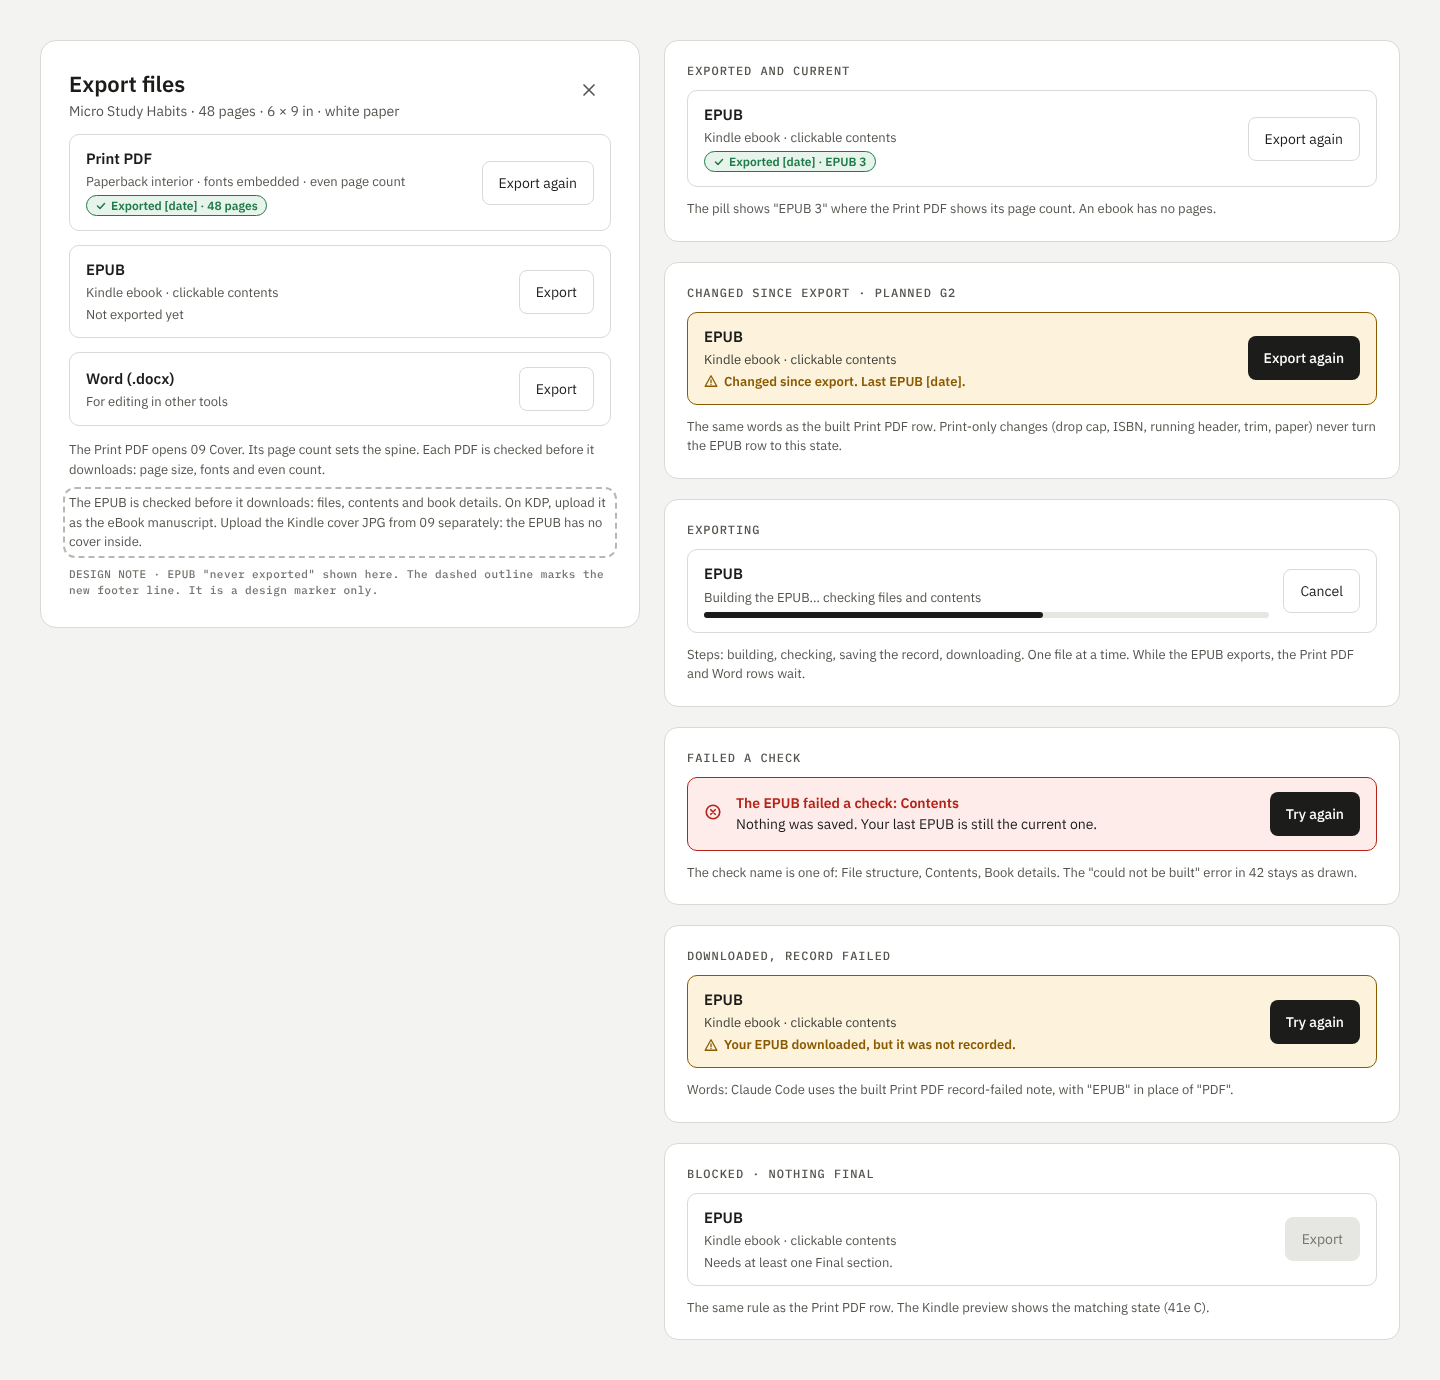 Export files
Micro Study Habits · 48 pages · 6 × 9 in · white paper
Print PDF
Paperback interior · fonts embedded · even page count
Exported [date] · 48 pages
Export again
EPUB
Kindle ebook · clickable contents
Not exported yet
Export
Word (.docx)
For editing in other tools
Export
The Print PDF opens 09 Cover. Its page count sets the spine. Each PDF is checked before it
downloads: page size, fonts and even count.
The EPUB is checked before it downloads: files, contents and book details. On KDP, upload it
as the eBook manuscript. Upload the Kindle cover JPG from 09 separately: the EPUB has no
cover inside.
DESIGN NOTE · EPUB "never exported" shown here. The dashed outline marks the
new footer line. It is a design marker only.
EXPORTED AND CURRENT
EPUB
Kindle ebook · clickable contents
Exported [date] · EPUB 3
Export again
The pill shows "EPUB 3" where the Print PDF shows its page count. An ebook has no pages.
CHANGED SINCE EXPORT · PLANNED G2
EPUB
Kindle ebook · clickable contents
Changed since export. Last EPUB [date].
Export again
The same words as the built Print PDF row. Print-only changes (drop cap, ISBN, running header, trim, paper) never turn
the EPUB row to this state.
EXPORTING
EPUB
Building the EPUB… checking files and contents
Cancel
Steps: building, checking, saving the record, downloading. One file at a time. While the EPUB exports, the Print PDF
and Word rows wait.
FAILED A CHECK
The EPUB failed a check: Contents
Nothing was saved. Your last EPUB is still the current one.
Try again
The check name is one of: File structure, Contents, Book details. The "could not be built" error in 42 stays as drawn.
DOWNLOADED, RECORD FAILED
EPUB
Kindle ebook · clickable contents
Your EPUB downloaded, but it was not recorded.
Try again
Words: Claude Code uses the built Print PDF record-failed note, with "EPUB" in place of "PDF".
BLOCKED · NOTHING FINAL
EPUB
Kindle ebook · clickable contents
Needs at least one Final section.
Export
The same rule as the Print PDF row. The Kindle preview shows the matching state (41e C).